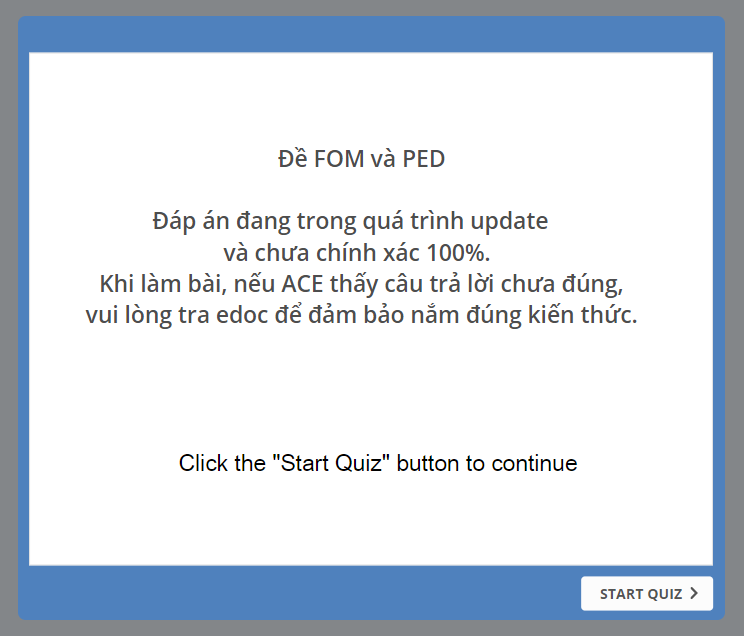 Đề FOM và PED
Đáp án đang trong quá trình update
và chưa chính xác 100%.
Khi làm bài, nếu ACE thấy câu trả lời chưa đúng,
vui lòng tra edoc để đảm bảo nắm đúng kiến thức.
Click the "Start Quiz" button to continue
START QUIZ